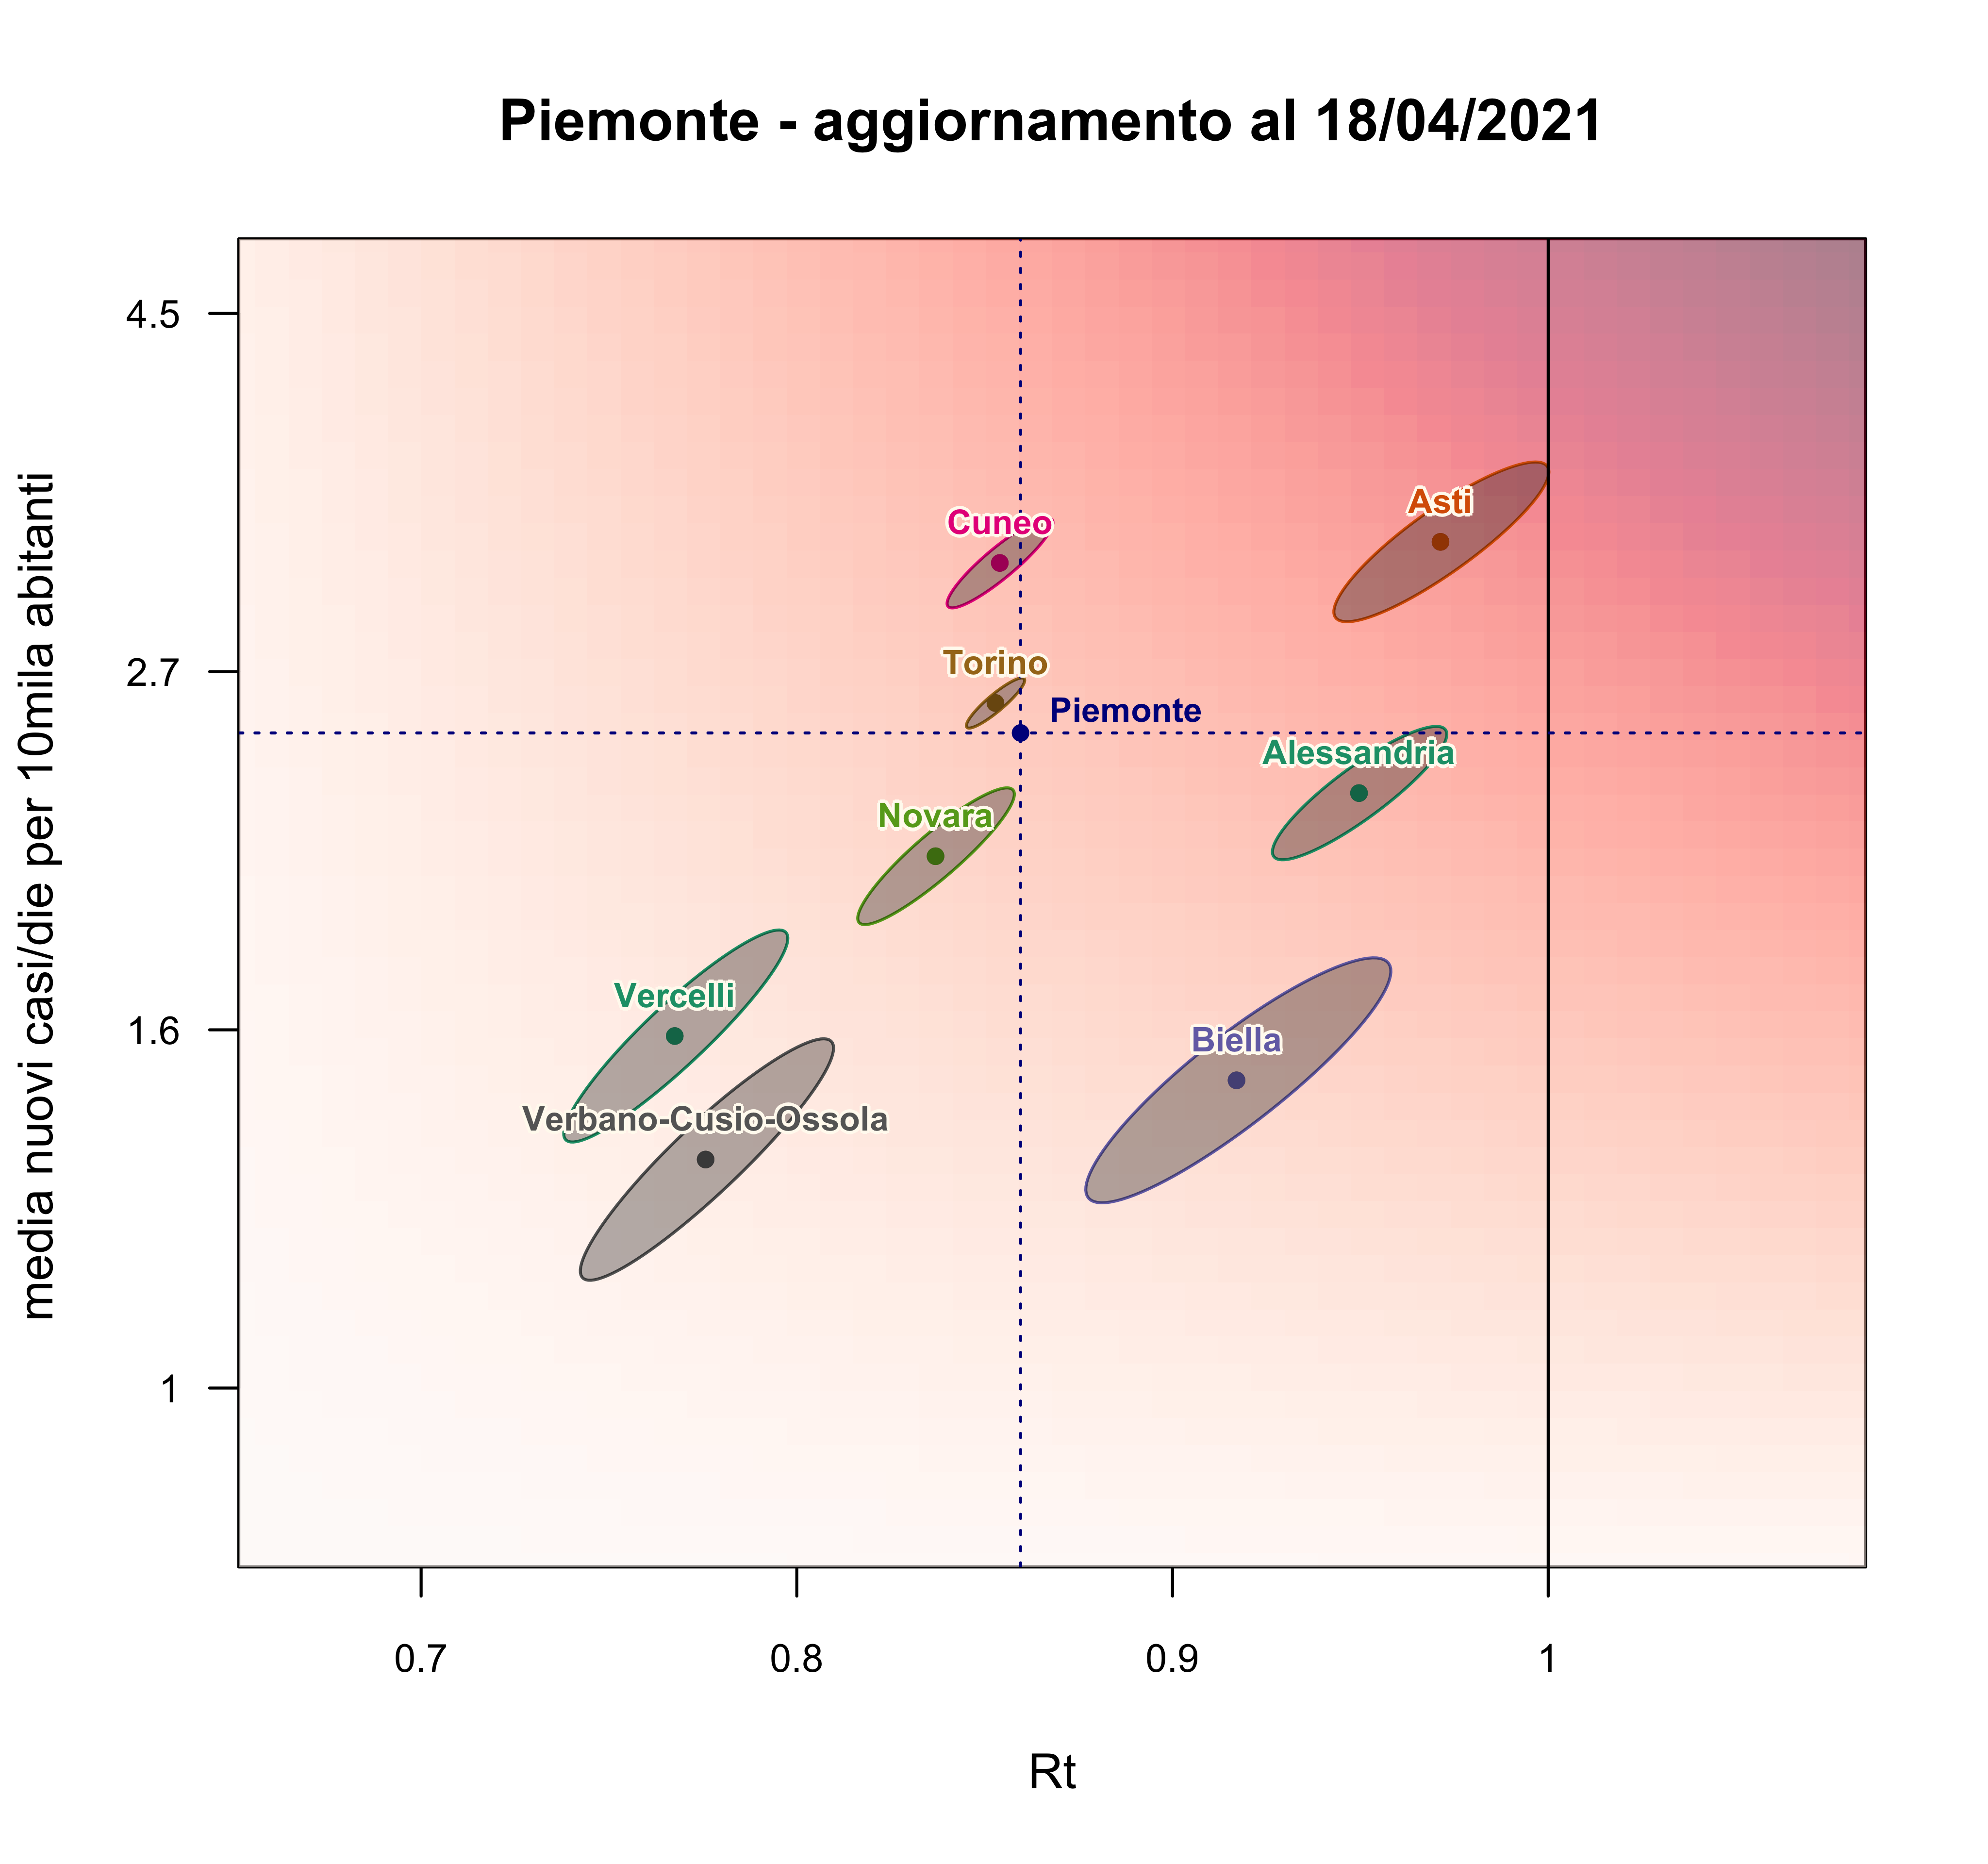 Piemonte - aggiornamento al 18/04/2021
media nuovi casi/die per 10mila abitanti
4.5
2.7
1.6
1
Asti
Cuneo
Torino
Piemonte
Alessandria
Novara
Vercelli
Biella
Verbano-Cusio-Ossola
0.7
0.8
0.9
1
Rt